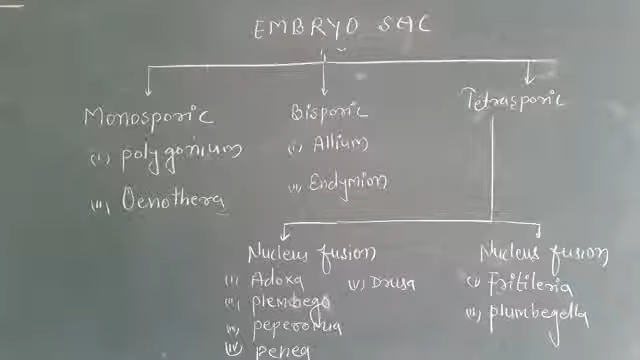 EMBRYO SAC
Monosporic
(i) polygonium
(ii) Oenothera
Bisporic
(i) Allium
(ii) Endymion
Tetrasporic
Nucleus fusion
(i) Adoxa
(ii) plembego
(iii) peperomia
(iv) penea
(v) Drusa
Nucleus fusion
(i) Fritileria
(ii) plumbegella